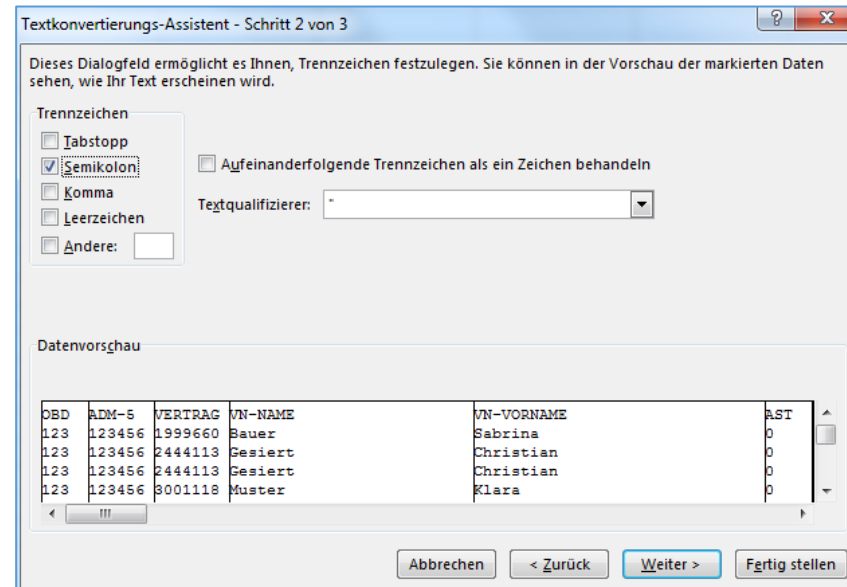 Textkonvertierungs-Assistent - Schritt 2 von 3
Dieses Dialogfeld ermöglicht es Ihnen, Trennzeichen festzulegen. Sie können in der Vorschau der markierten Daten
sehen, wie Ihr Text erscheinen wird.
Trennzeichen
Tabstopp
Semikolon
Aufeinanderfolgende Trennzeichen als ein Zeichen behandeln
Komma
Textqualifizierer: "
Leerzeichen
Andere:
Datenvorschau
OBD ADM-5 VERTRAG VN-NAME VN-VORNAME AST
123 123456 1999660 Bauer Sabrina 0
123 123456 2444113 Gesiert Christian 0
123 123456 2444113 Gesiert Christian 0
123 123456 3001118 Muster Klara 0
Abbrechen < Zurück Weiter > Fertig stellen